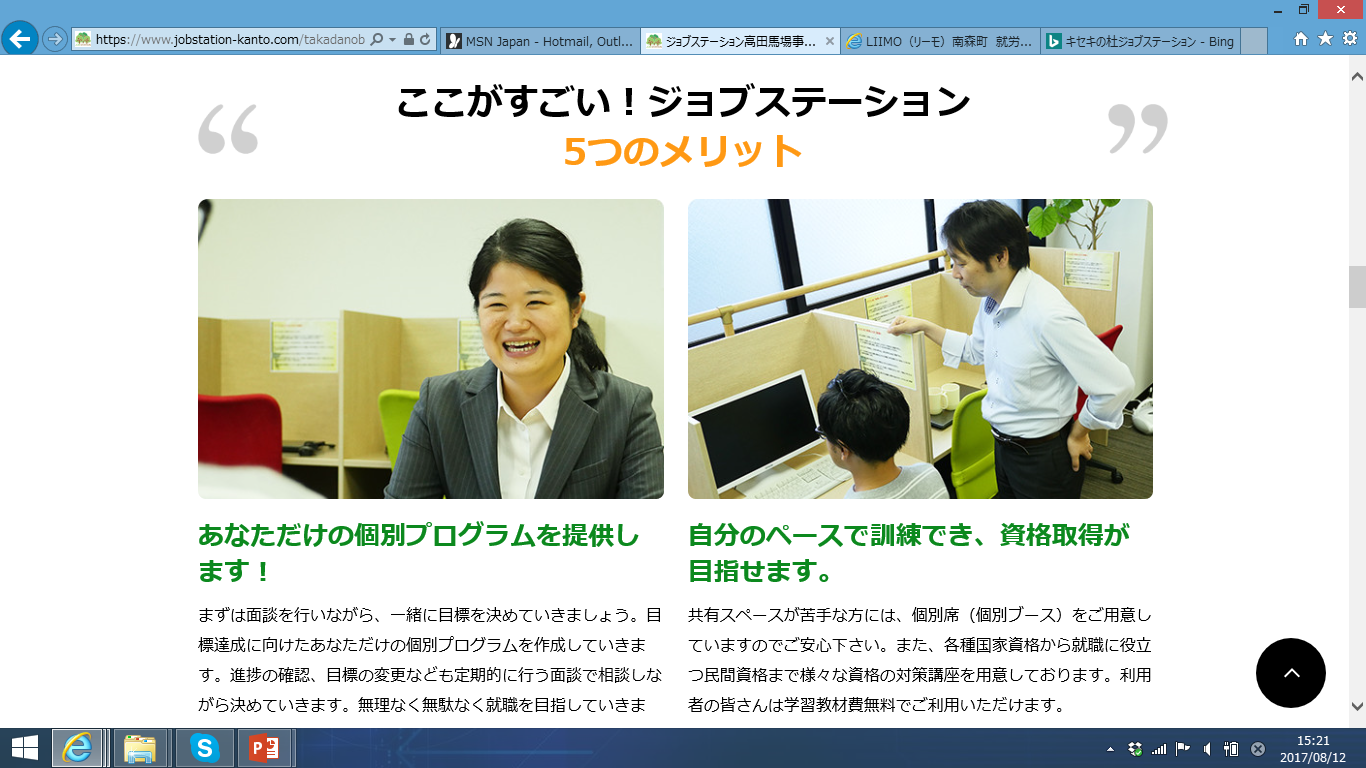 https://www.jobstation-kanto.com/takadanob
MSN Japan - Hotmail, Outl...
ジョブステーション高田馬場事...
LIIMO（リーモ）南森町 就労...
キセキの杜ジョブステーション - Bing
ここがすごい！ジョブステーション
5つのメリット
あなただけの個別プログラムを提供し
ます！
まずは面談を行いながら、一緒に目標を決めていきましょう。目
標達成に向けたあなただけの個別プログラムを作成していきま
す。進捗の確認、目標の変更なども定期的に行う面談で相談しな
がら決めていきます。無理なく無駄なく就職を目指していきま
自分のペースで訓練でき、資格取得が
目指せます。
共有スペースが苦手な方には、個別席（個別ブース）をご用意し
ていますのでご安心下さい。また、各種国家資格から就職に役立
つ民間資格まで様々な資格の対策講座を用意しております。利用
者の皆さんは学習教材費無料でご利用いただけます。
15:21
2017/08/12